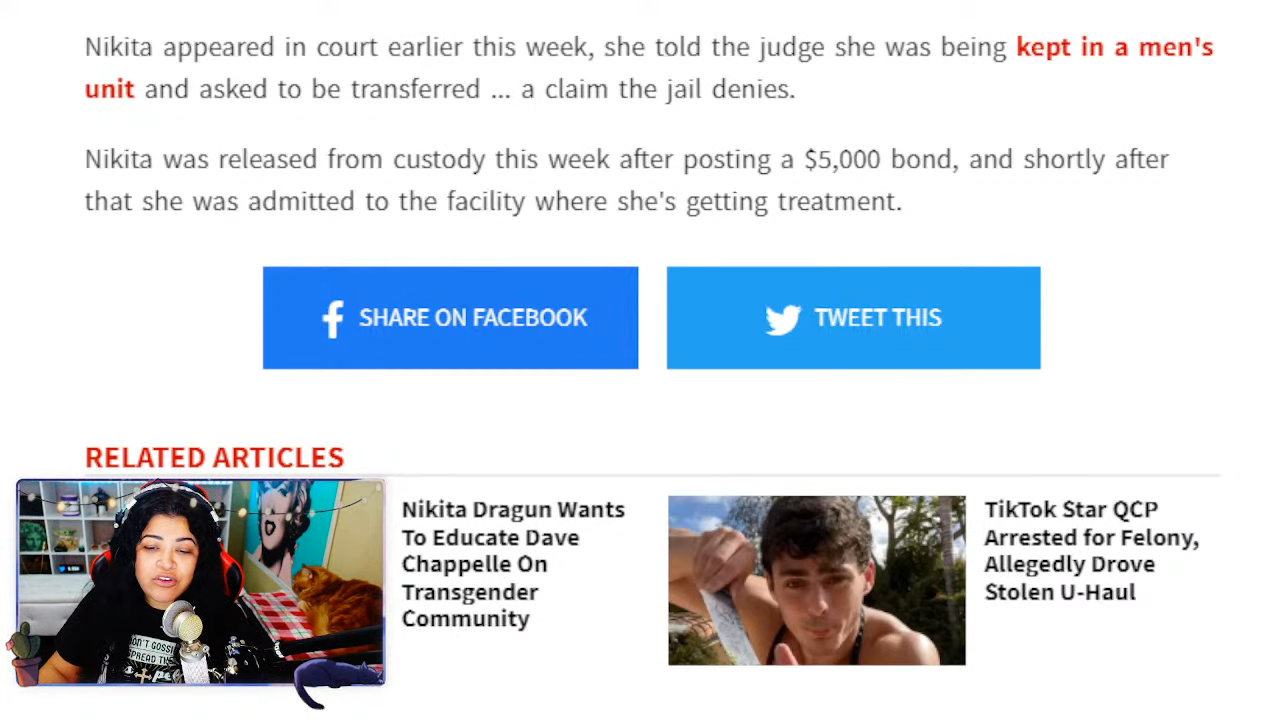 Nikita appeared in court earlier this week, she told the judge she was being kept in a men's
unit and asked to be transferred ... a claim the jail denies.
Nikita was released from custody this week after posting a $5,000 bond, and shortly after
that she was admitted to the facility where she's getting treatment.
SHARE ON FACEBOOK
TWEET THIS
RELATED ARTICLES
Nikita Dragun Wants
To Educate Dave
Chappelle On
Transgender
Community
TikTok Star QCP
Arrested for Felony,
Allegedly Drove
Stolen U-Haul